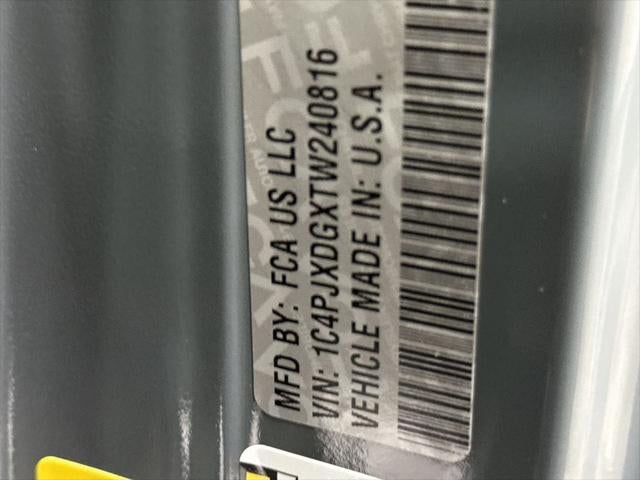 MFD BY: FCA US LLC
VIN: 1C4PJXDGXTW240816
VEHICLE MADE IN: U.S.A.